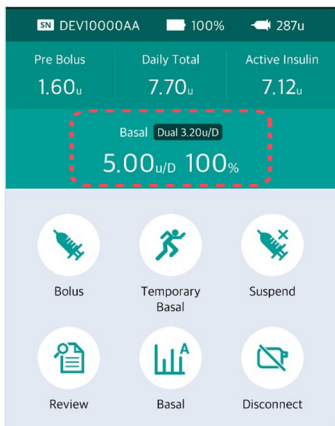 SN DEV10000AA 100% 287u
Pre Bolus Daily Total Active Insulin
1.60u 7.70u 7.12u
Basal Dual 3.20u/D
5.00u/D 100%
Bolus Temporary Basal Suspend
Review A Basal Disconnect